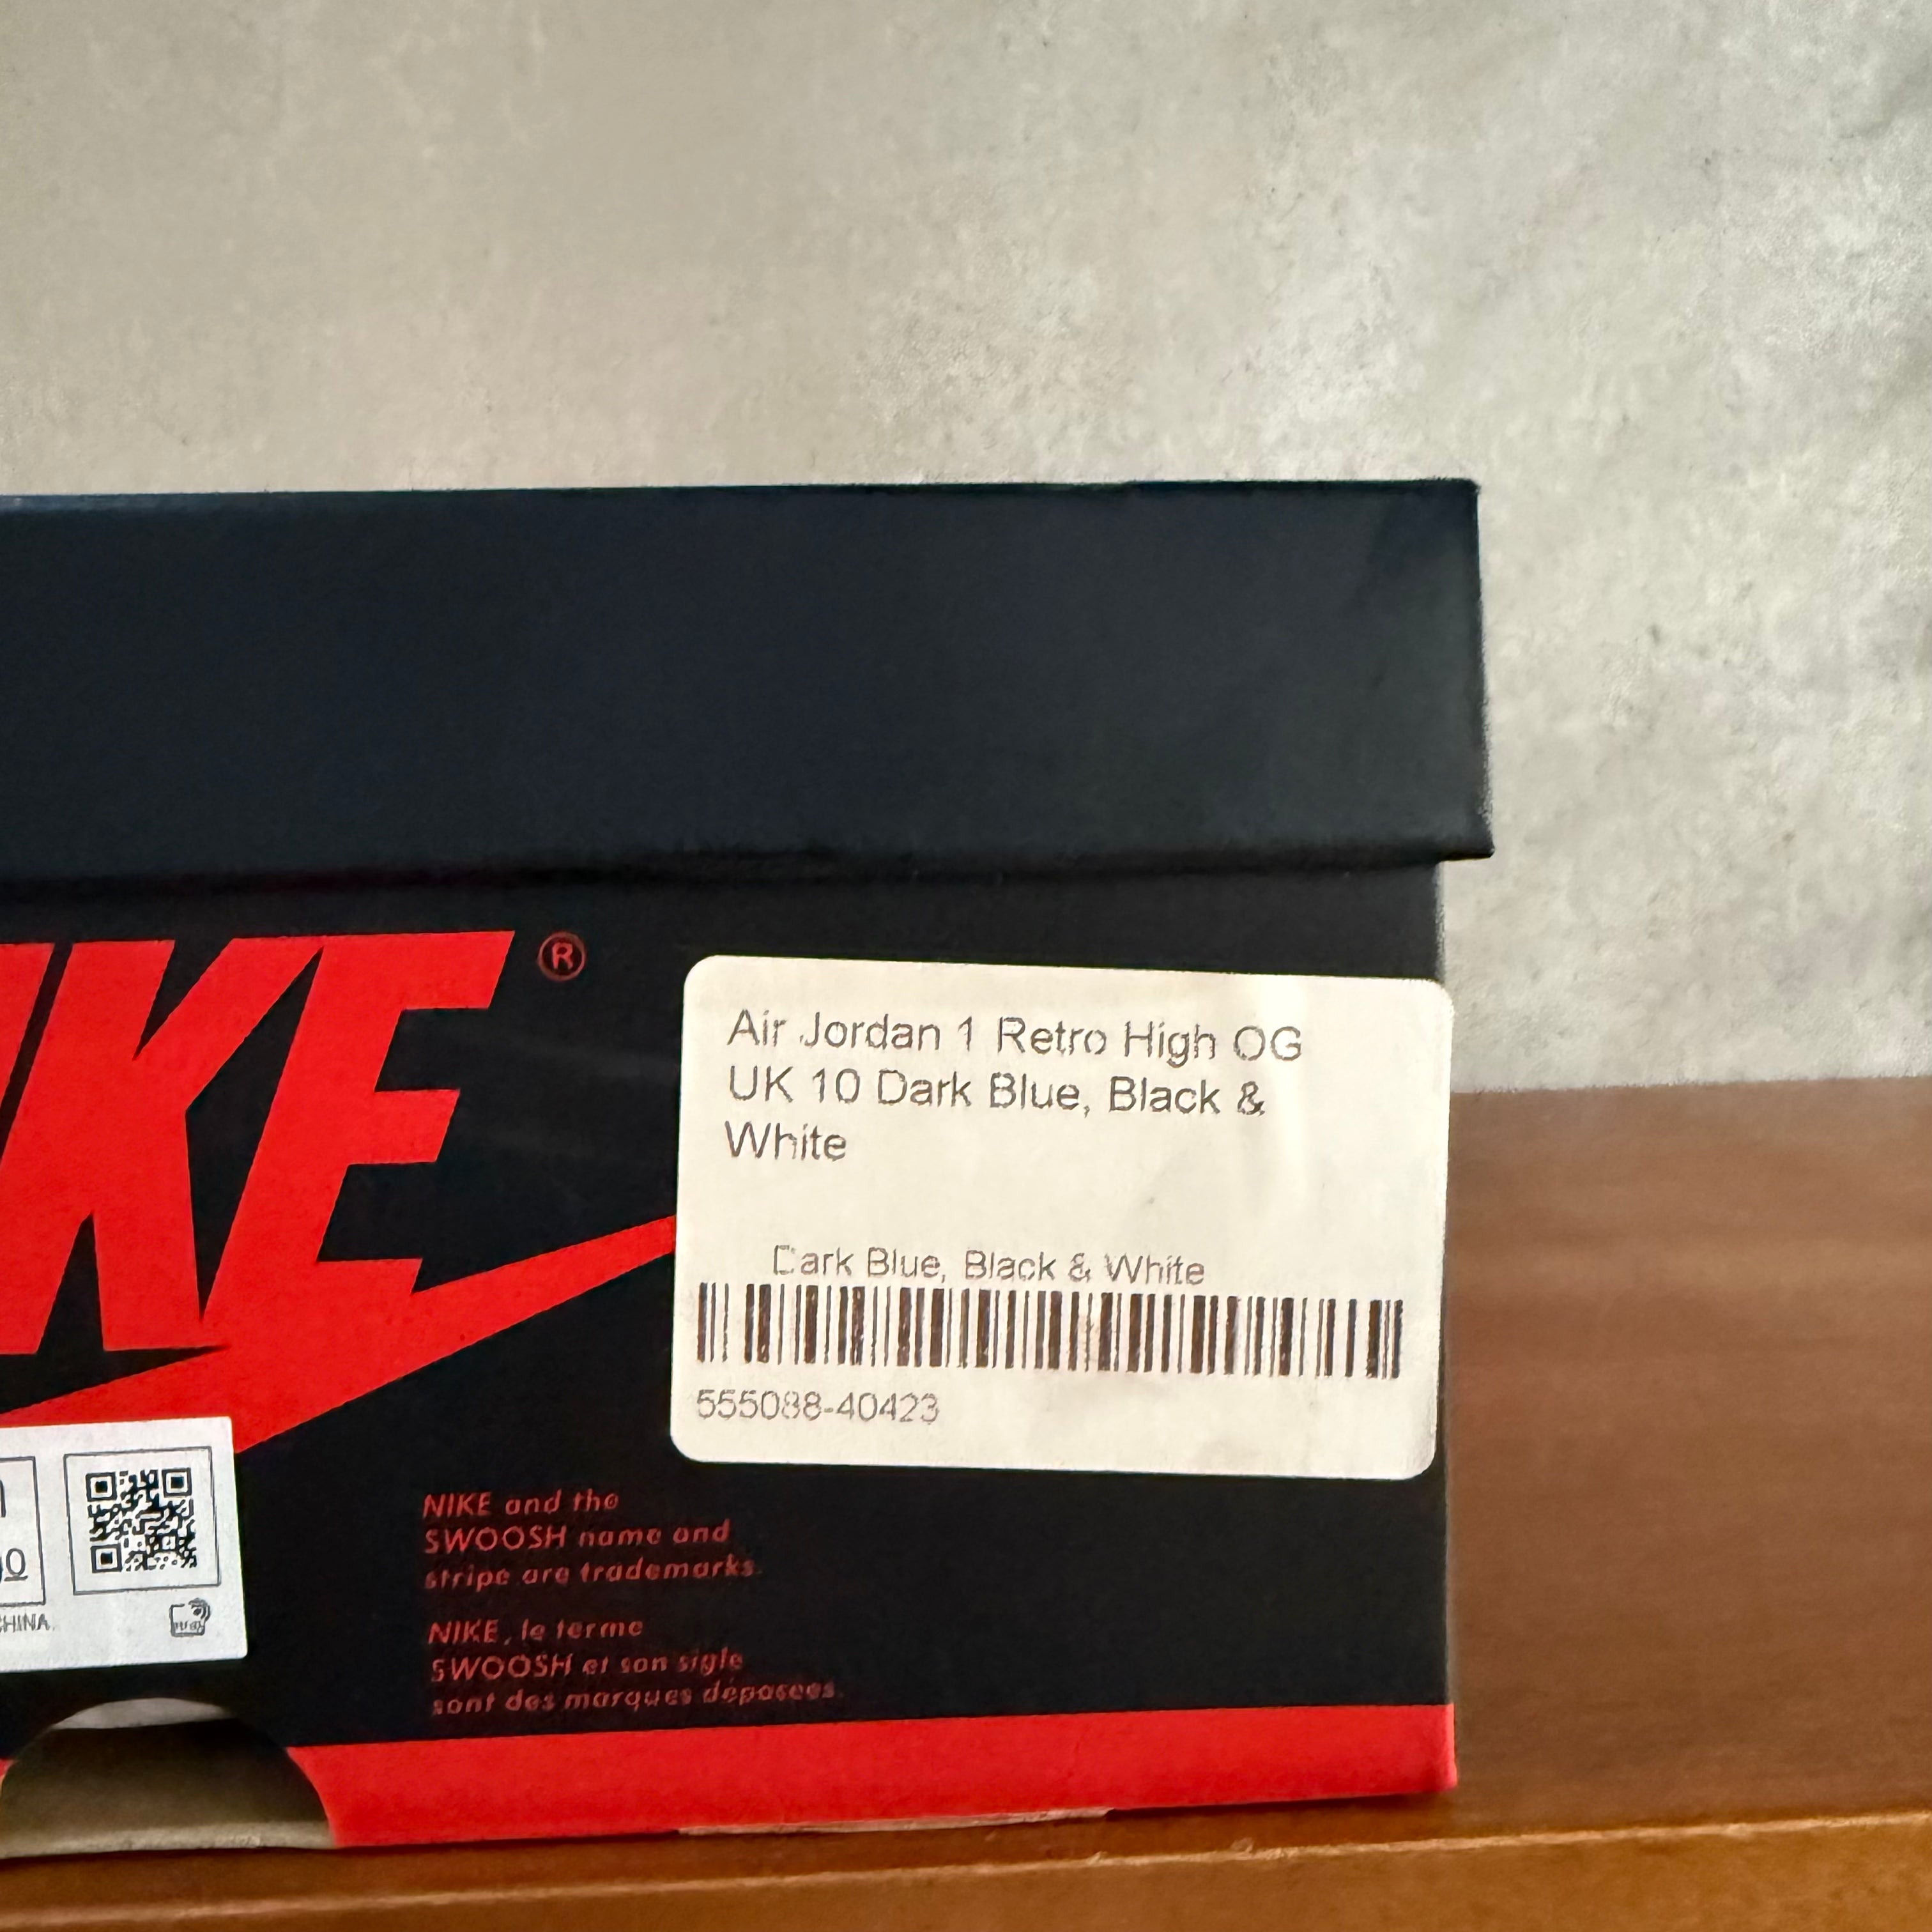 KE ®
Air Jordan 1 Retro High OG
UK 10 Dark Blue, Black &
White
Dark Blue, Black & White
555088-40423
NIKE and the
SWOOSH name and
stripe are trademarks.
NIKE, le terme
SWOOSH et son sigle
sont des marques déposées.
CHINA